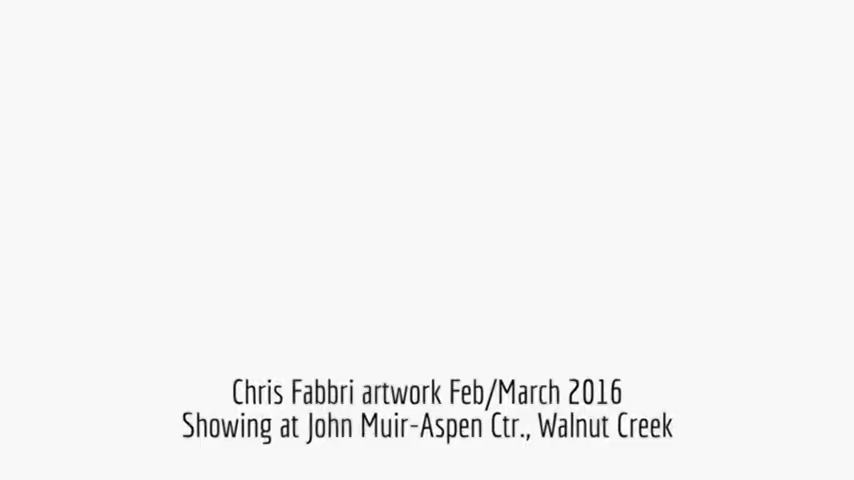 Chris Fabbri artwork Feb/March 2016
Showing at John Muir-Aspen Ctr., Walnut Creek